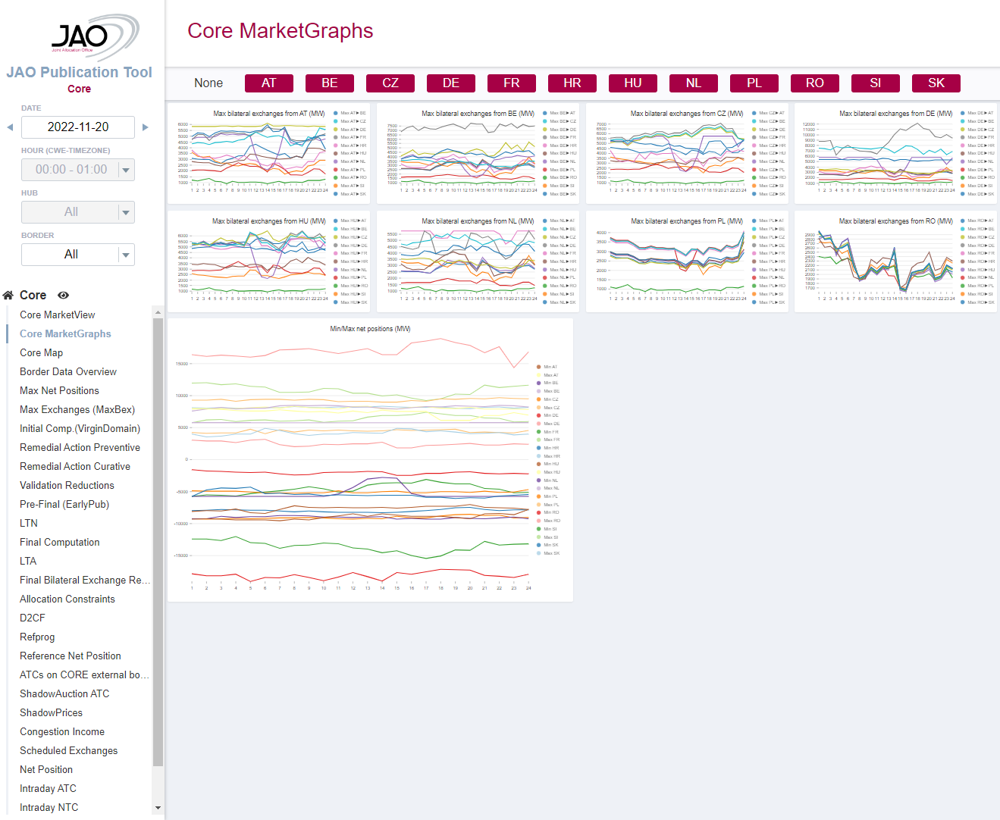 JAO
Joint Allocation Office
JAO Publication Tool
Core
DATE
2022-11-20
HOUR (CWE-TIMEZONE)
00:00 - 01:00
HUB
All
BORDER
All
Core
Core MarketView
Core MarketGraphs
Core Map
Border Data Overview
Max Net Positions
Max Exchanges (MaxBex)
Initial Comp.(VirginDomain)
Remedial Action Preventive
Remedial Action Curative
Validation Reductions
Pre-Final (EarlyPub)
LTN
Final Computation
LTA
Final Bilateral Exchange Re...
Allocation Constraints
D2CF
Refprog
Reference Net Position
ATCs on CORE external bo...
ShadowAuction ATC
ShadowPrices
Congestion Income
Scheduled Exchanges
Net Position
Intraday ATC
Intraday NTC
Core MarketGraphs
None AT BE CZ DE FR HR HU NL PL RO SI SK
Max bilateral exchanges from AT (MW)
Max AT►BE
Max AT►CZ
Max AT►DE
Max AT►FR
Max AT►HR
Max AT►HU
Max AT►NL
Max AT►PL
Max AT►RO
Max AT►SI
Max AT►SK
Max bilateral exchanges from BE (MW)
Max BE►AT
Max BE►CZ
Max BE►DE
Max BE►FR
Max BE►HR
Max BE►HU
Max BE►NL
Max BE►PL
Max BE►RO
Max BE►SI
Max BE►SK
Max bilateral exchanges from CZ (MW)
Max CZ►AT
Max CZ►BE
Max CZ►DE
Max CZ►FR
Max CZ►HR
Max CZ►HU
Max CZ►NL
Max CZ►PL
Max CZ►RO
Max CZ►SI
Max CZ►SK
Max bilateral exchanges from DE (MW)
Max DE►AT
Max DE►BE
Max DE►CZ
Max DE►FR
Max DE►HR
Max DE►HU
Max DE►NL
Max DE►PL
Max DE►RO
Max DE►SI
Max DE►SK
Max bilateral exchanges from HU (MW)
Max HU►AT
Max HU►BE
Max HU►CZ
Max HU►DE
Max HU►FR
Max HU►HR
Max HU►NL
Max HU►PL
Max HU►RO
Max HU►SI
Max HU►SK
Max bilateral exchanges from NL (MW)
Max NL►AT
Max NL►BE
Max NL►CZ
Max NL►DE
Max NL►FR
Max NL►HR
Max NL►HU
Max NL►PL
Max NL►RO
Max NL►SI
Max NL►SK
Max bilateral exchanges from PL (MW)
Max PL►AT
Max PL►BE
Max PL►CZ
Max PL►DE
Max PL►FR
Max PL►HR
Max PL►HU
Max PL►NL
Max PL►RO
Max PL►SI
Max PL►SK
Max bilateral exchanges from RO (MW)
Max RO►AT
Max RO►BE
Max RO►CZ
Max RO►DE
Max RO►FR
Max RO►HR
Max RO►HU
Max RO►NL
Max RO►PL
Max RO►SI
Max RO►SK
Min/Max net positions (MW)
15000
10000
5000
0
-5000
-10000
-15000
1 2 3 4 5 6 7 8 9 10 11 12 13 14 15 16 17 18 19 20 21 22 23 24
Min AT
Max AT
Min BE
Max BE
Min CZ
Max CZ
Min DE
Max DE
Min FR
Max FR
Min HR
Max HR
Min HU
Max HU
Min NL
Max NL
Min PL
Max PL
Min RO
Max RO
Min SI
Max SI
Min SK
Max SK